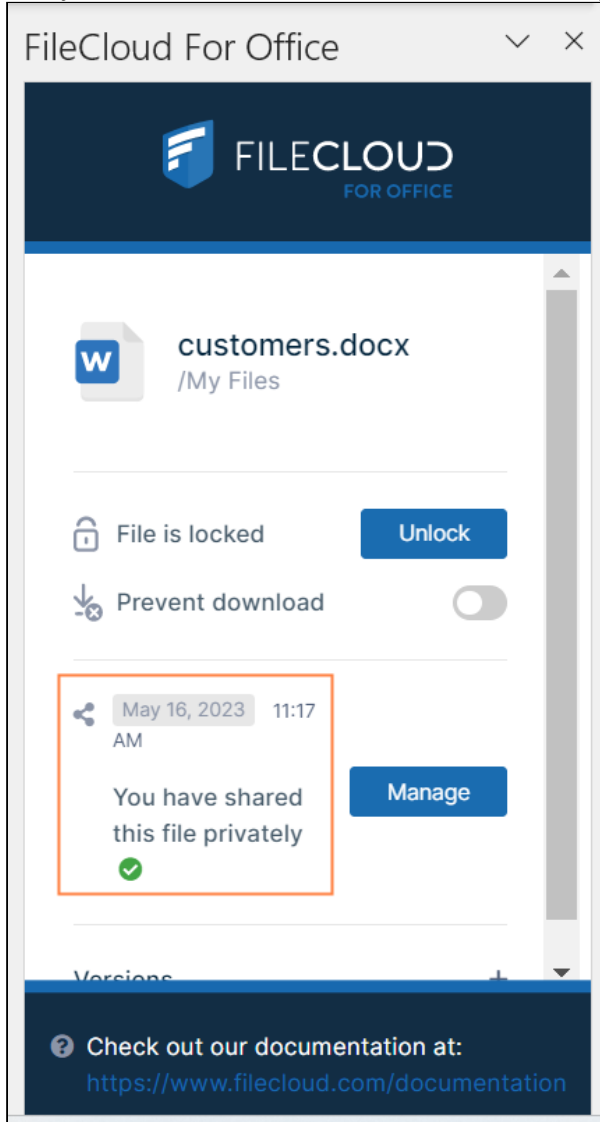 FileCloud For Office
FILECLOUD
FOR OFFICE
W
customers.docx
/My Files
File is locked
Unlock
Prevent download
May 16, 2023 11:17
AM
You have shared
this file privately
Manage
Versions
Check out our documentation at:
https://www.filecloud.com/documentation